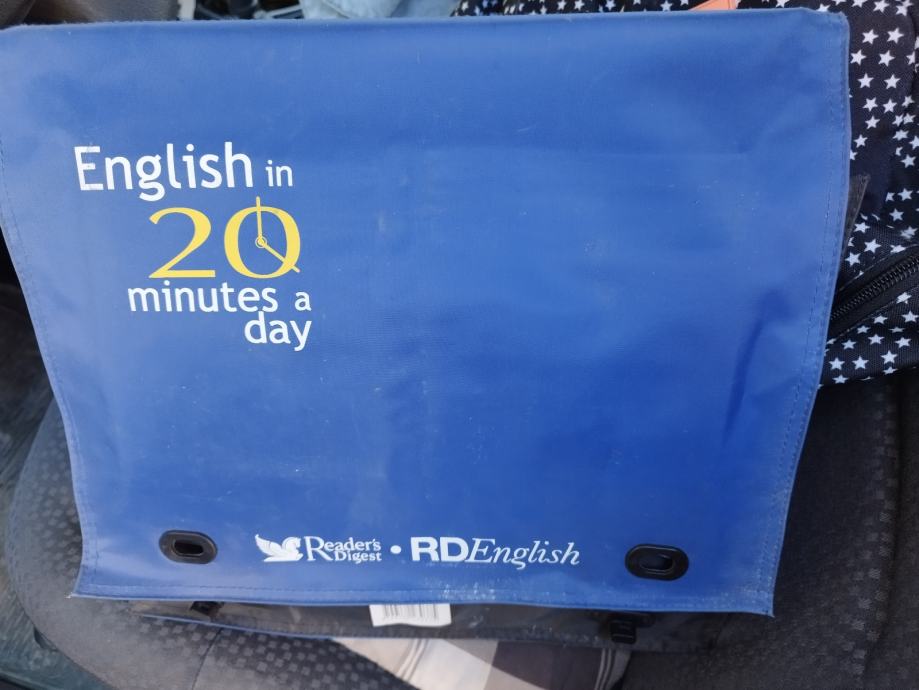 English in
20
minutes a
day
Reader's Digest • RDEnglish